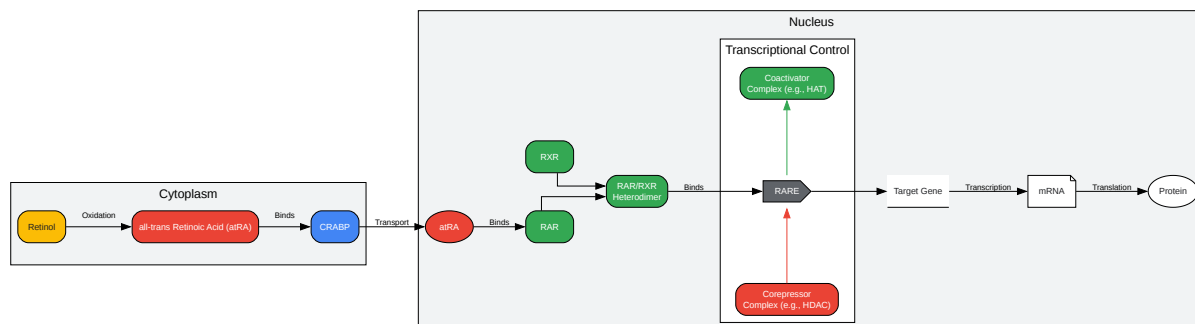 Nucleus
Transcriptional Control
Coactivator
Complex (e.g., HAT)
RXR
Cytoplasm
RAR/RXR
Heterodimer
Retinol
Oxidation
all-trans Retinoic Acid (atRA)
Binds
CRABP
Transport
atRA
Binds
RAR
Binds
RARE
Target Gene
Transcription
mRNA
Translation
Protein
Corepressor
Complex (e.g., HDAC)